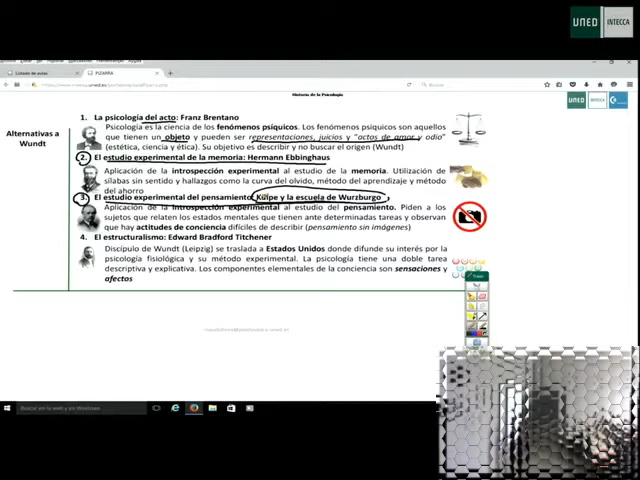 UNED INTECCA
Listado de aulas
PIZARRA
Buscar
Historia de la Psicología
UNED INTECCA
Alternativas a
Wundt
1. La psicología del acto: Franz Brentano
Psicología es la ciencia de los fenómenos psíquicos. Los fenómenos psíquicos son aquellos
que tienen un objeto y pueden ser representaciones, juicios y "actos de amor y odio"
(estética, ciencia y ética). Su objetivo es describir y no buscar el origen (Wundt)
2. El estudio experimental de la memoria: Hermann Ebbinghaus
Aplicación de la introspección experimental al estudio de la memoria. Utilización de
sílabas sin sentido y hallazgos como la curva del olvido, método del aprendizaje y método
del ahorro
3. El estudio experimental del pensamiento: Külpe y la escuela de Wurzburgo
Aplicación de la introspección experimental al estudio del pensamiento. Piden a los
sujetos que relaten los estados mentales que tienen ante determinadas tareas y observan
que hay actitudes de conciencia difíciles de describir (pensamiento sin imágenes)
4. El estructuralismo: Edward Bradford Titchener
Discípulo de Wundt (Leipzig) se traslada a Estados Unidos donde difunde su interés por la
psicología fisiológica y su método experimental. La psicología tiene una doble tarea
descriptiva y explicativa. Los componentes elementales de la conciencia son sensaciones y
afectos
Buscar en la web y en Windows